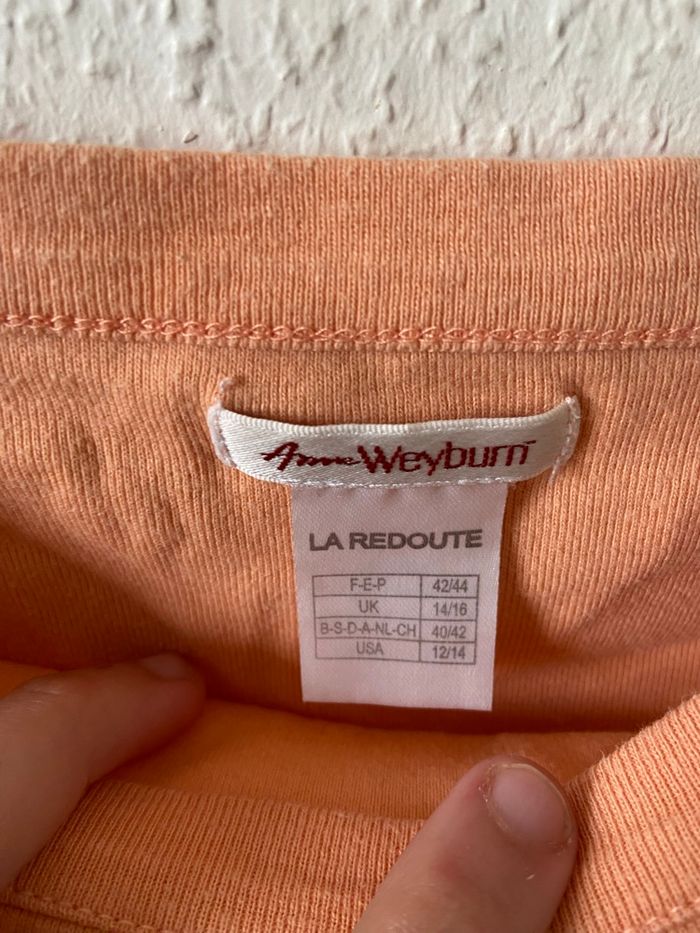 Anne Weyburn
LA REDOUTE
F-E-P 42/44
UK 14/16
B-S-D-A-NL-CH 40/42
USA 12/14